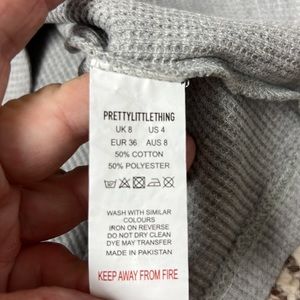 PRETTYLITTLETHING
UK 8 US 4
EUR 36 AUS 8
50% COTTON
50% POLYESTER
WASH WITH SIMILAR
COLOURS
IRON ON REVERSE
DO NOT DRY CLEAN
DYE MAY TRANSFER
MADE IN PAKISTAN
KEEP AWAY FROM FIRE